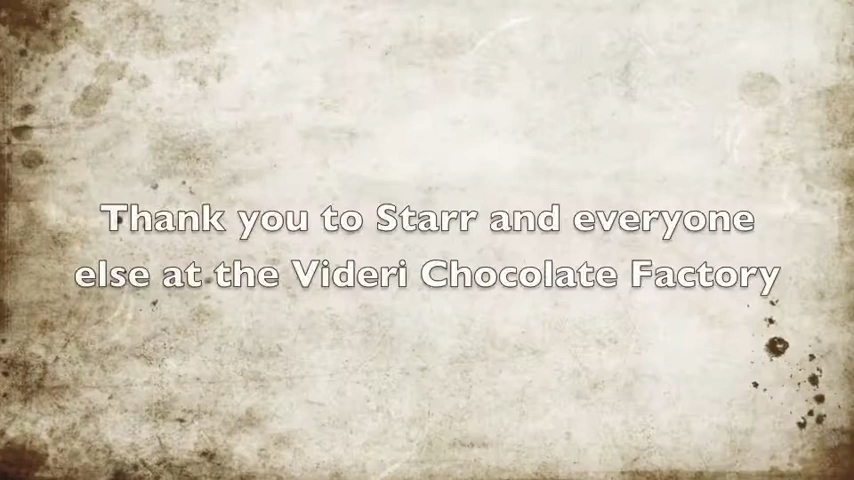 Thank you to Starr and everyone
else at the Videri Chocolate Factory